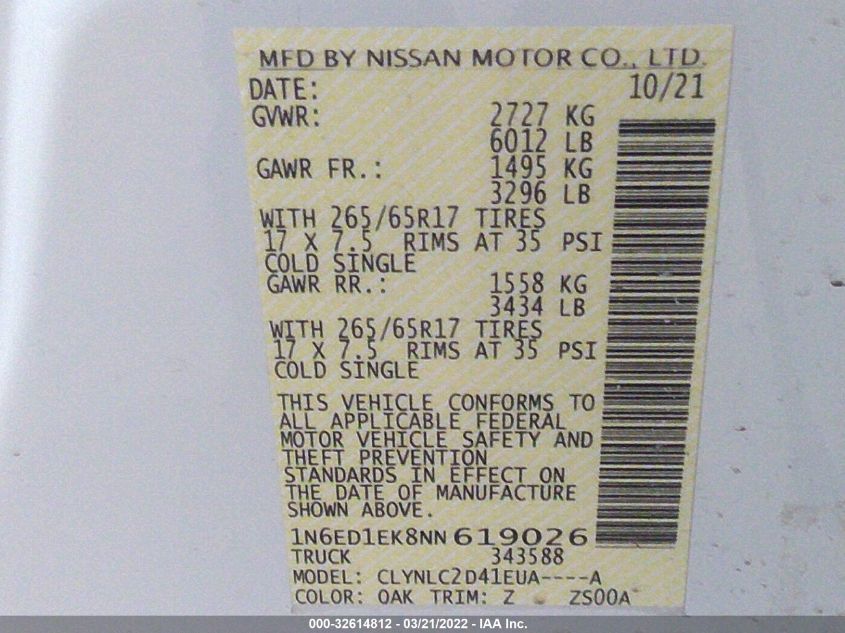 MFD BY NISSAN MOTOR CO., LTD.
DATE: 10/21
GVWR: 2727 KG
6012 LB
GAWR FR.: 1495 KG
3296 LB
WITH 265/65R17 TIRES
17 X 7.5 RIMS AT 35 PSI
COLD SINGLE
GAWR RR.: 1558 KG
3434 LB
WITH 265/65R17 TIRES
17 X 7.5 RIMS AT 35 PSI
COLD SINGLE
THIS VEHICLE CONFORMS TO
ALL APPLICABLE FEDERAL
MOTOR VEHICLE SAFETY AND
THEFT PREVENTION
STANDARDS IN EFFECT ON
THE DATE OF MANUFACTURE
SHOWN ABOVE.
1N6ED1EK8NN619026
TRUCK 343588
MODEL: CLYNLC2D41EUA----A
COLOR: OAK TRIM: Z ZS00A
000-32614812 - 03/21/2022 - IAA Inc.